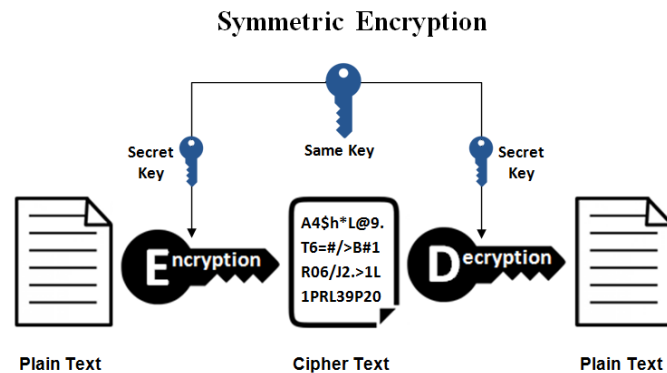 Symmetric Encryption
Secret
Key
Same Key
Secret
Key
Encryption
A4$h*L@9.
T6=#/>B#1
R06/J2.>1L
1PRL39P20
Decryption
Plain Text
Cipher Text
Plain Text